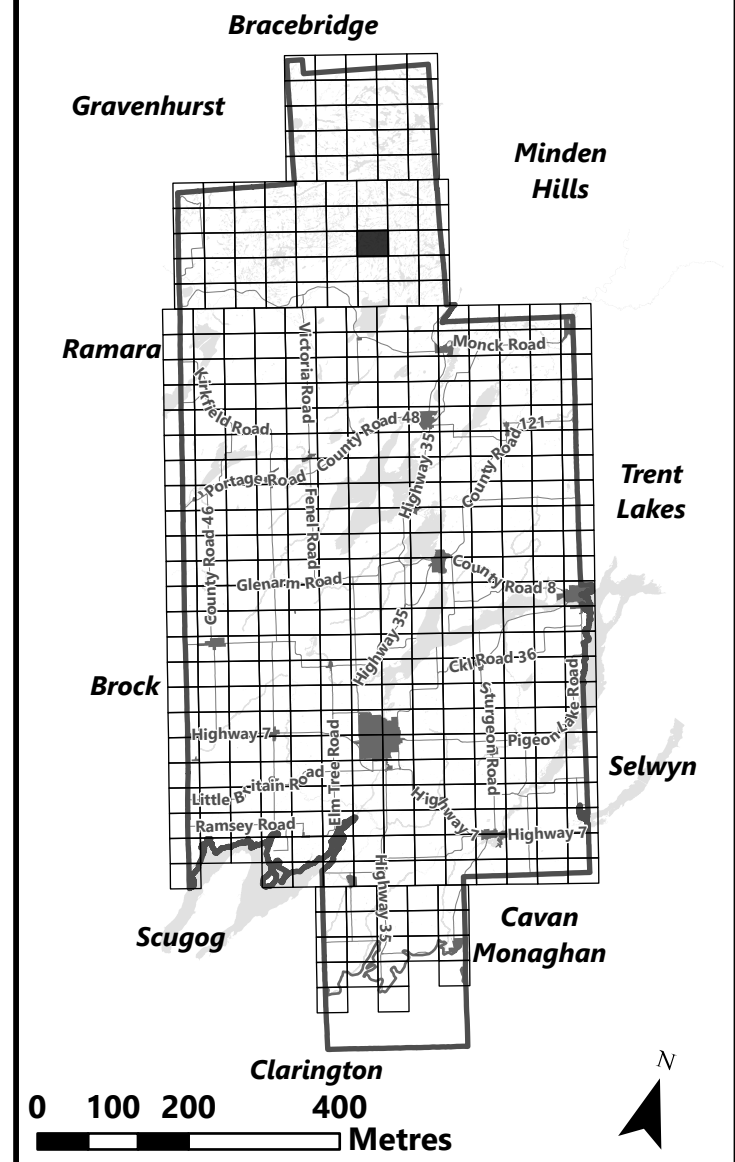 Bracebridge
Gravenhurst
Minden
Hills
Ramara
Monck Road
Victoria Road
Kirkfield Road
County Road 48
County Road 121
Highway 35
Portage Road
Trent
Lakes
Fenel Road
County Road 46
Glenarm Road
County Road 8
Highway 35
Ckl Road 36
Brock
Sturgeon Road
Pigeon Lake Road
Highway 7
Elm Tree Road
Selwyn
Little Britain Road
Highway 7
Ramsey Road
Highway 7
Highway 35
Scugog
Cavan
Monaghan
Clarington
N
0 100 200 400
Metres